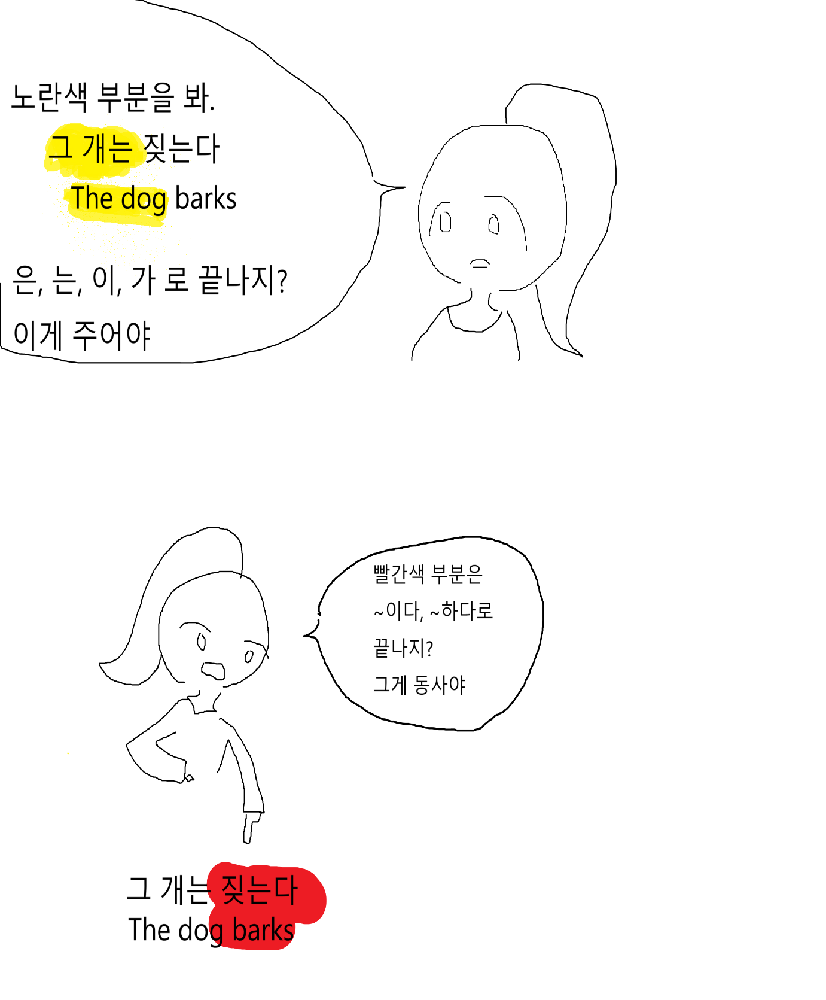 노란색 부분을 봐.
그 개는 짖는다
The dog barks
은, 는, 이, 가 로 끝나지?
이게 주어야
빨간색 부분은
~이다, ~하다로
끝나지?
그게 동사야
그 개는 짖는다
The dog barks